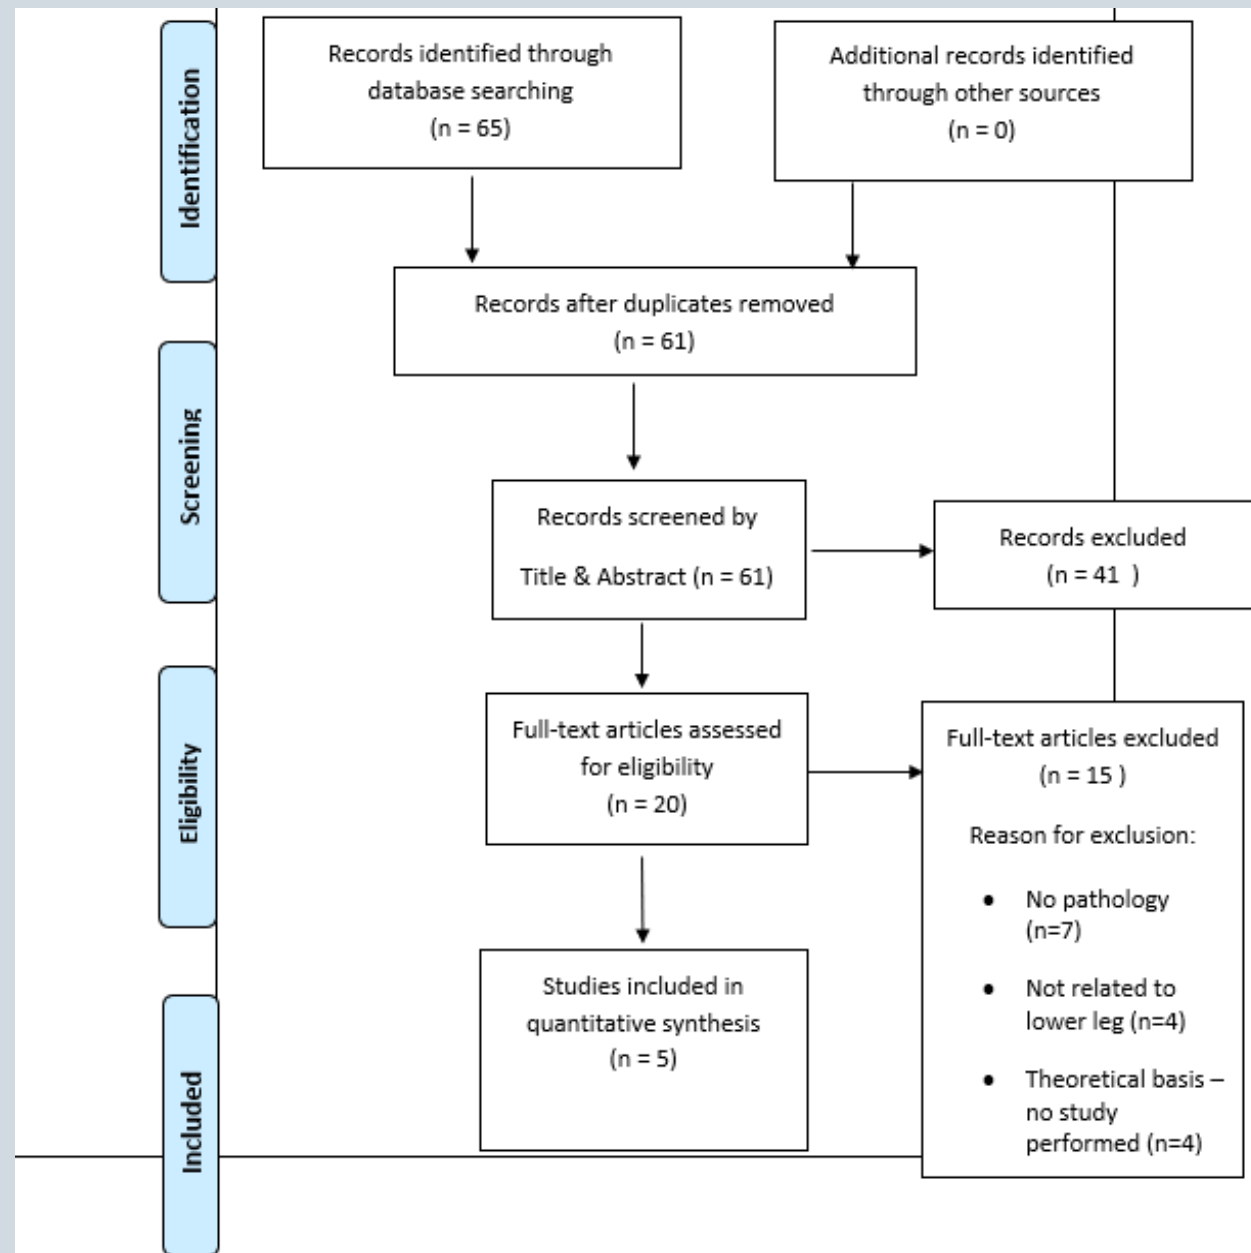 Identification
Records identified through
database searching
(n = 65)
Additional records identified
through other sources
(n = 0)
Records after duplicates removed
(n = 61)
Screening
Records screened by
Title & Abstract (n = 61)
Records excluded
(n = 41 )
Eligibility
Full-text articles assessed
for eligibility
(n = 20)
Full-text articles excluded
(n = 15 )
Reason for exclusion:
● No pathology
(n=7)
● Not related to
lower leg (n=4)
● Theoretical basis –
no study
performed (n=4)
Included
Studies included in
quantitative synthesis
(n = 5)